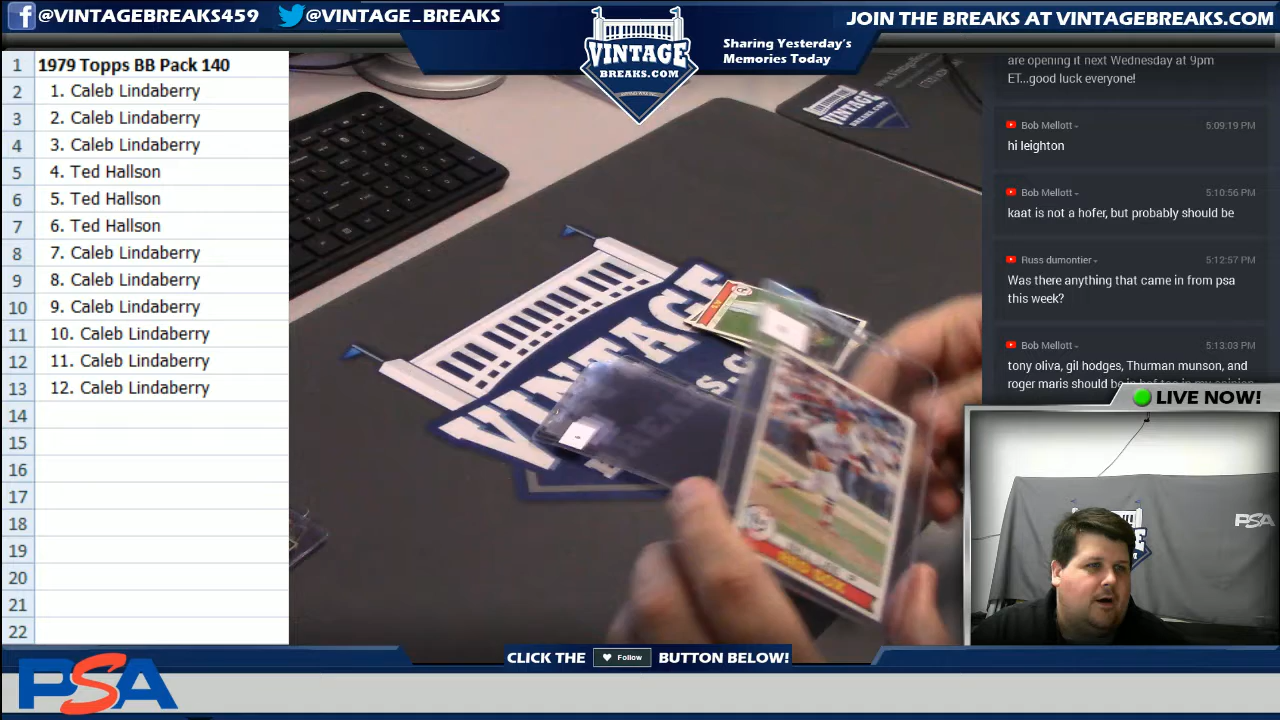 @VINTAGEBREAKS459
@VINTAGE_BREAKS
VINTAGE
BREAKS.COM
Sharing Yesterday's
Memories Today
JOIN THE BREAKS AT VINTAGEBREAKS.COM
1 1979 Topps BB Pack 140
2 1. Caleb Lindaberry
3 2. Caleb Lindaberry
4 3. Caleb Lindaberry
5 4. Ted Hallson
6 5. Ted Hallson
7 6. Ted Hallson
8 7. Caleb Lindaberry
9 8. Caleb Lindaberry
10 9. Caleb Lindaberry
11 10. Caleb Lindaberry
12 11. Caleb Lindaberry
13 12. Caleb Lindaberry
14
15
16
17
18
19
20
21
22
VINTAGE
VINTAGE
RED SOX
are opening it next Wednesday at 9pm
ET...good luck everyone!
Bob Mellott 5:09:19 PM
hi leighton
Bob Mellott 5:10:56 PM
kaat is not a hofer, but probably should be
Russ dumontier 5:12:57 PM
Was there anything that came in from psa
this week?
Bob Mellott 5:13:03 PM
tony oliva, gil hodges, Thurman munson, and
roger maris should be in hof too in my opinion
LIVE NOW!
PSA
CLICK THE Follow BUTTON BELOW!
PSA